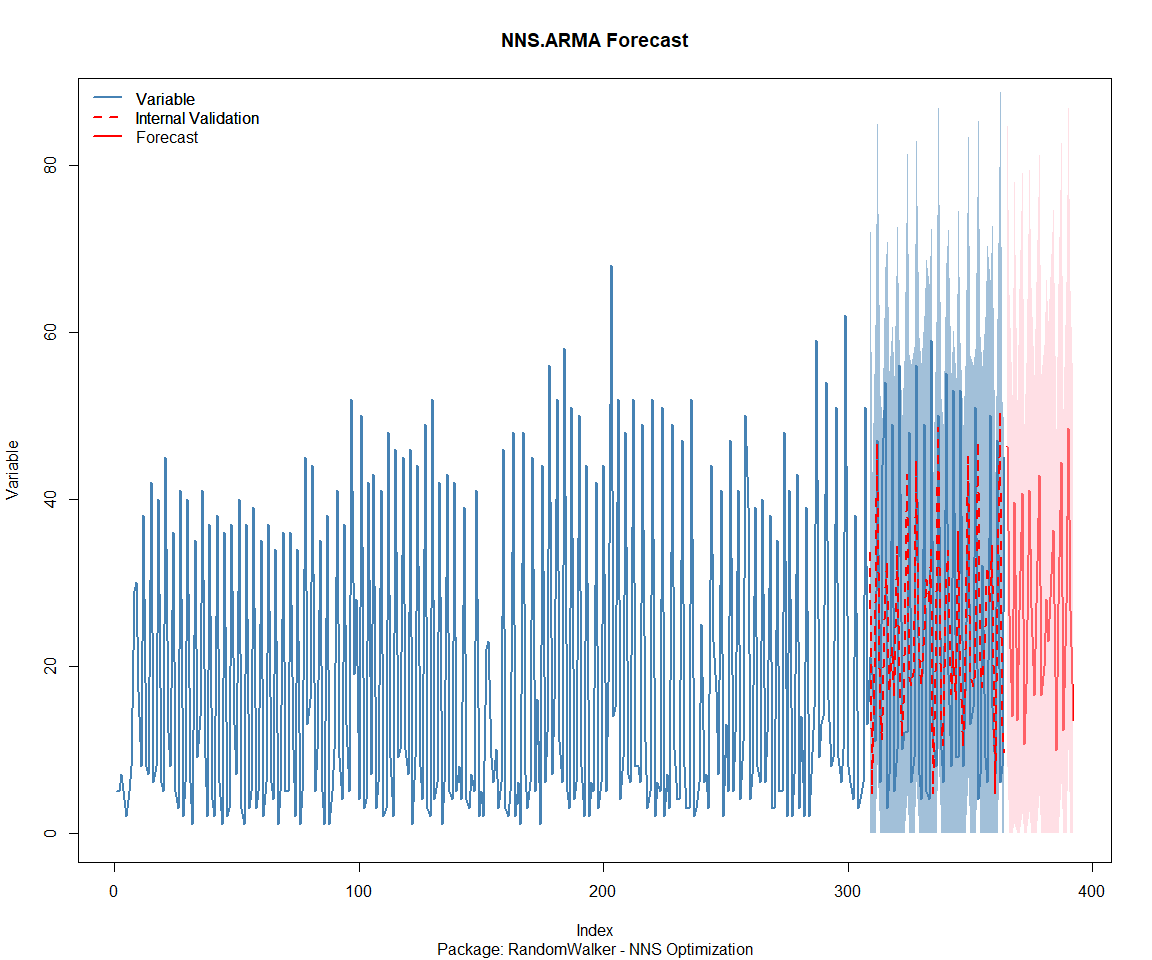 NNS.ARMA Forecast
Variable
Internal Validation
Forecast
Variable
0
20
40
60
80
0
100
200
300
400
Index
Package: RandomWalker - NNS Optimization